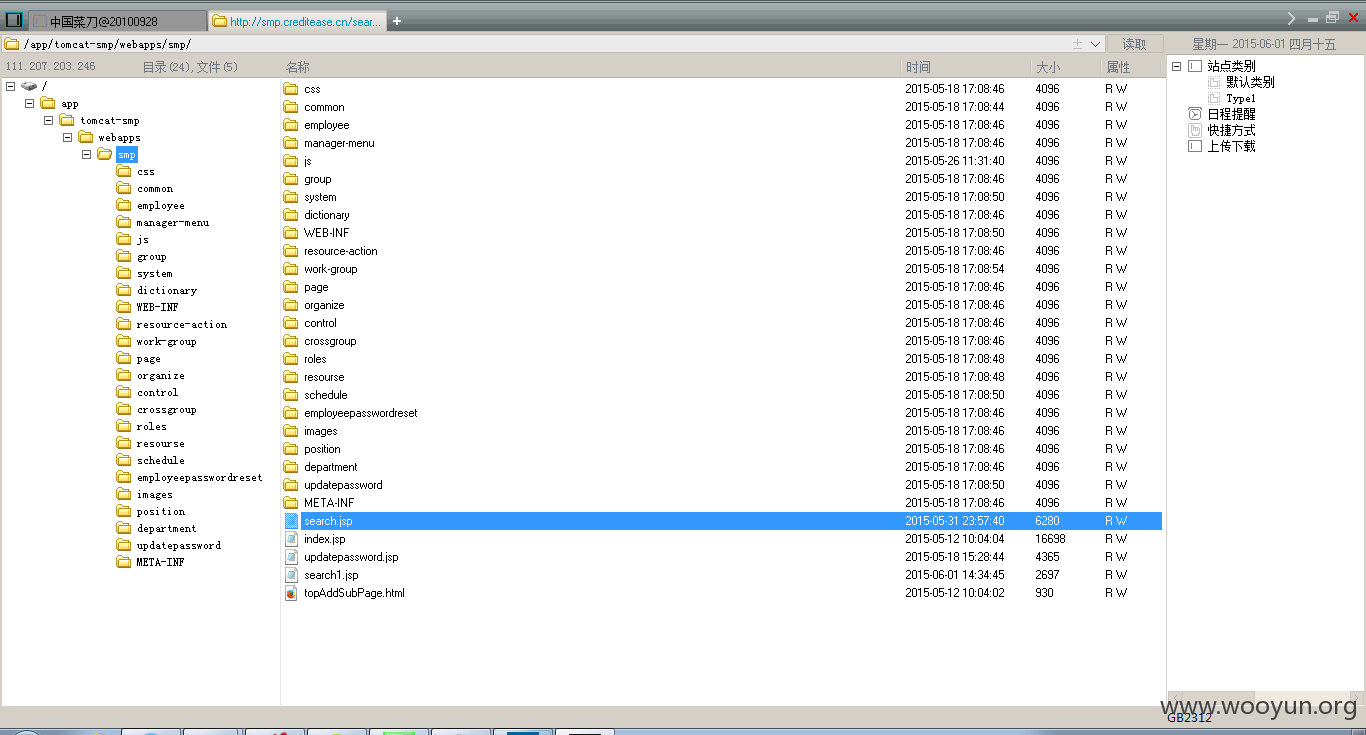 中国菜刀@20100928 http://smp.creditease.cn/sear... +
/app/tomcat-smp/webapps/smp/ 读取 星期一 2015-06-01 四月十五
111.207.203.246 目录(24),文件(5) 名称 时间 大小 属性
/
app
tomcat-smp
webapps
smp
css
common
employee
manager-menu
js
group
system
dictionary
WEB-INF
resource-action
work-group
page
organize
control
crossgroup
roles
resourse
schedule
employeepasswordreset
images
position
department
updatepassword
META-INF
css 2015-05-18 17:08:46 4096 R W
common 2015-05-18 17:08:44 4096 R W
employee 2015-05-18 17:08:46 4096 R W
manager-menu 2015-05-18 17:08:46 4096 R W
js 2015-05-26 11:31:40 4096 R W
group 2015-05-18 17:08:46 4096 R W
system 2015-05-18 17:08:50 4096 R W
dictionary 2015-05-18 17:08:46 4096 R W
WEB-INF 2015-05-18 17:08:50 4096 R W
resource-action 2015-05-18 17:08:46 4096 R W
work-group 2015-05-18 17:08:54 4096 R W
page 2015-05-18 17:08:46 4096 R W
organize 2015-05-18 17:08:46 4096 R W
control 2015-05-18 17:08:46 4096 R W
crossgroup 2015-05-18 17:08:46 4096 R W
roles 2015-05-18 17:08:48 4096 R W
resourse 2015-05-18 17:08:48 4096 R W
schedule 2015-05-18 17:08:50 4096 R W
employeepasswordreset 2015-05-18 17:08:46 4096 R W
images 2015-05-18 17:08:46 4096 R W
position 2015-05-18 17:08:46 4096 R W
department 2015-05-18 17:08:46 4096 R W
updatepassword 2015-05-18 17:08:50 4096 R W
META-INF 2015-05-18 17:08:46 4096 R W
search.jsp 2015-05-31 23:57:40 6280 R W
index.jsp 2015-05-12 10:04:04 16698 R W
updatepassword.jsp 2015-05-18 15:28:44 4365 R W
search1.jsp 2015-06-01 14:34:45 2697 R W
topAddSubPage.html 2015-05-12 10:04:02 930 R W
站点类别
默认类别
Type1
日程提醒
快捷方式
上传下载
www.wooyun.org
GB2312